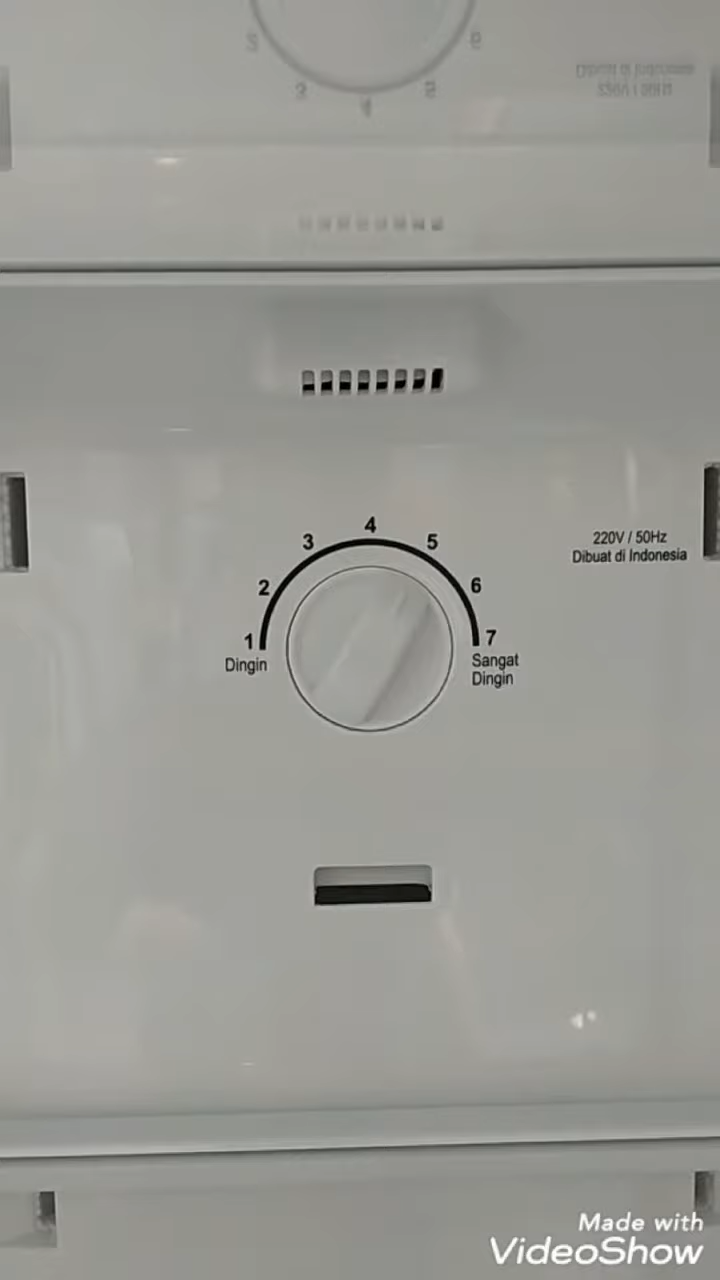 4
3
5
2
6
1
7
Dingin
Sangat
Dingin
220V / 50Hz
Dibuat di Indonesia
Made with
VideoShow